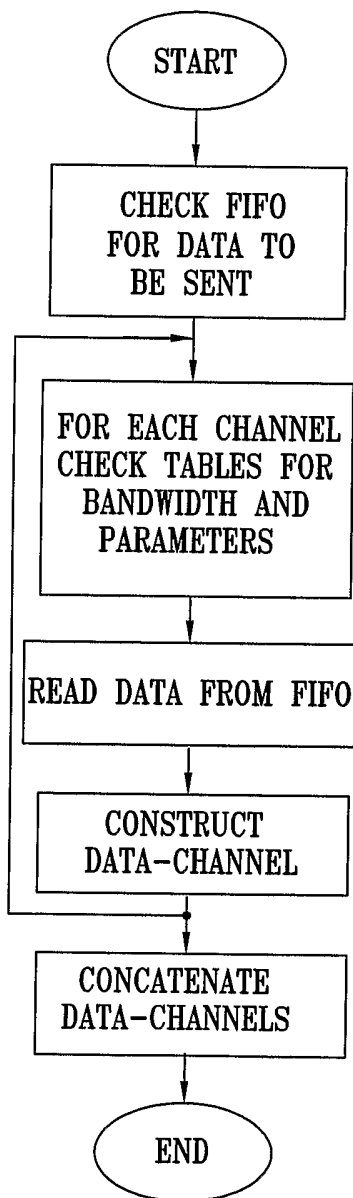 START
CHECK FIFO
FOR DATA TO
BE SENT
FOR EACH CHANNEL
CHECK TABLES FOR
BANDWIDTH AND
PARAMETERS
READ DATA FROM FIFO
CONSTRUCT
DATA-CHANNEL
CONCATENATE
DATA-CHANNELS
END